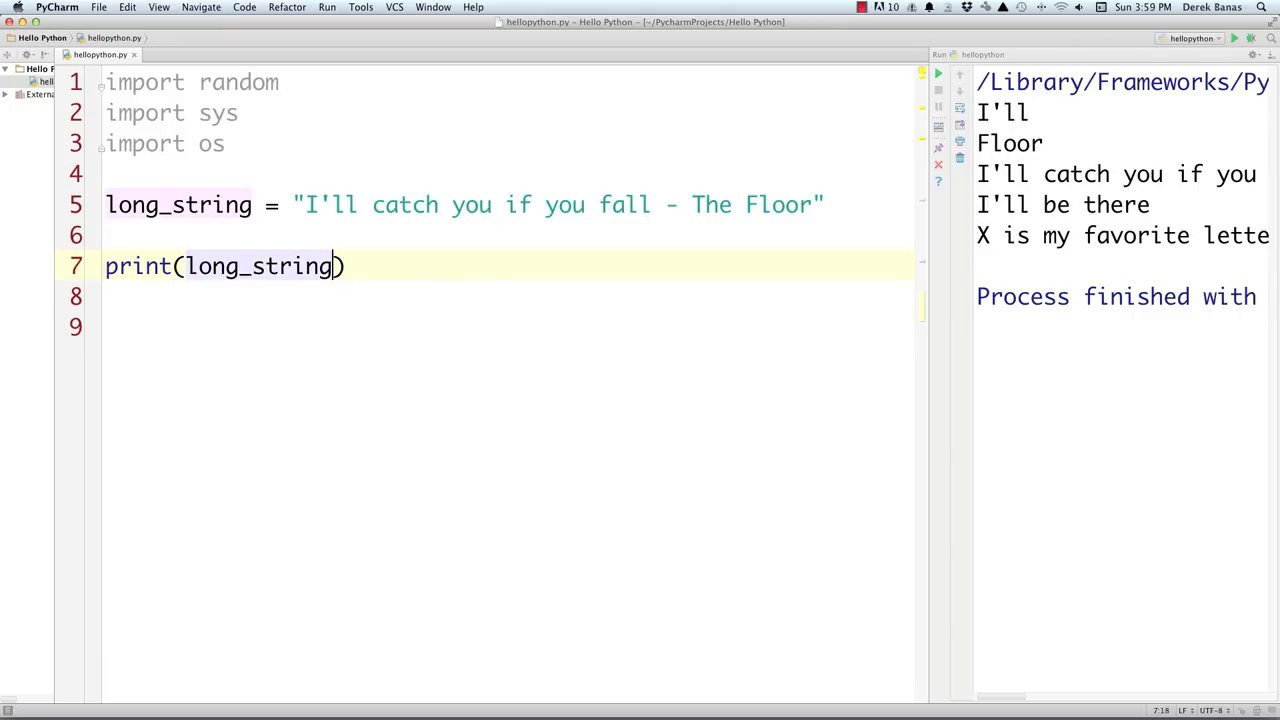 PyCharm File Edit View Navigate Code Refactor Run Tools VCS Window Help 10 Sun 3:59 PM Derek Banas
hellopython.py - Hello Python - [~/PycharmProjects/Hello Python]
Hello Python hellopython.py hellopython
hellopython.py Run hellopython
Hello P
hell
Externa
1 import random
2 import sys
3 import os
4
5 long_string = "I'll catch you if you fall - The Floor"
6
7 print(long_string)
8
9
/Library/Frameworks/Py
I'll
Floor
I'll catch you if you
I'll be there
X is my favorite lette
Process finished with
7:18 LF UTF-8